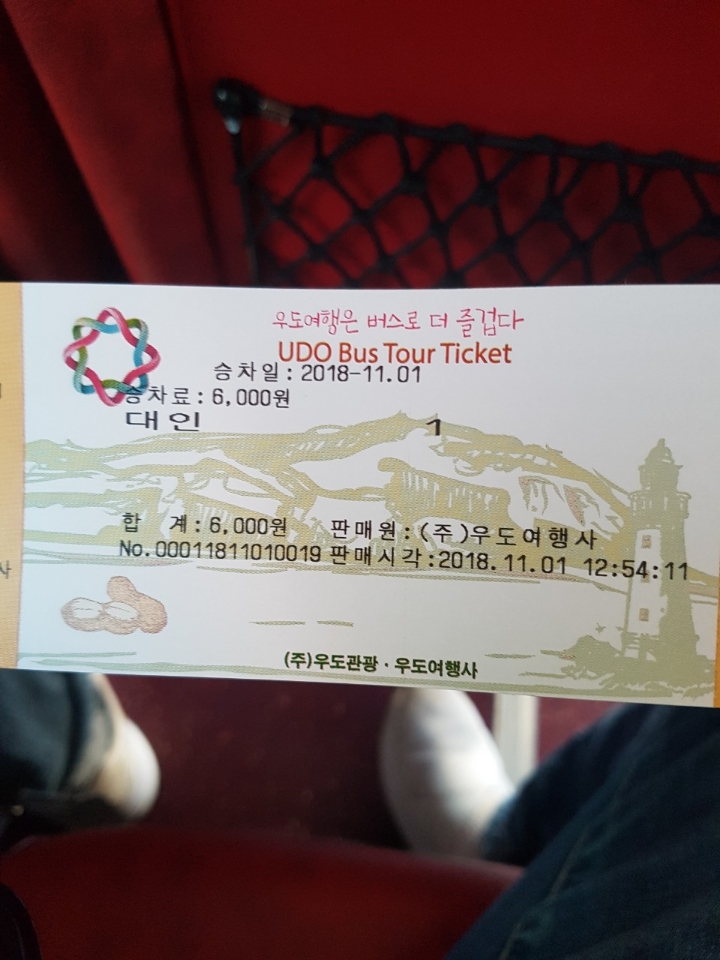 우도여행은 버스로 더 즐겁다
UDO Bus Tour Ticket
승차일:2018-11.01
승차료:6,000원
대인 1
합 계:6,000원 판매원:(주)우도여행사
No.00011811010019 판매시각:2018.11.01 12:54:11
(주)우도관광·우도여행사